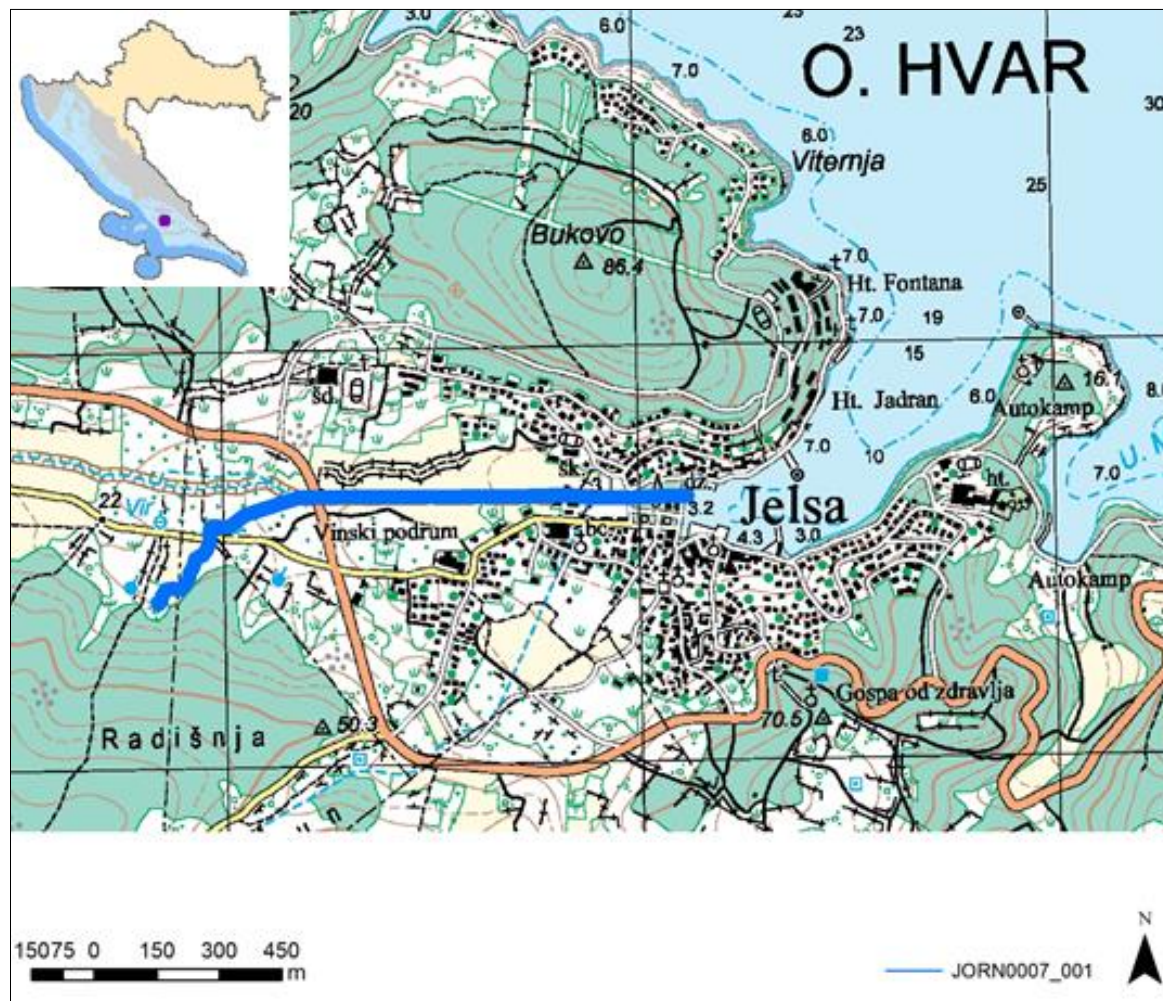 3.0
6.0
23
23
O. HVAR
7.0
30
20
6.0
Viternja
25
Bukovo
86.4
7.0
Ht. Fontana
7.0
19
15
šd.
Ht. Jadran
6.0
16.7
Autokamp
8.
7.0
10
7.0
U. M
šk.
ht.
22
Vir
3.2
Jelsa
Vinski podrum
4.3
3.0
Autokamp
Gospa od zdravlja
70.5
50.3
Radišnja
N
15075 0 150 300 450
m
JORN0007_001